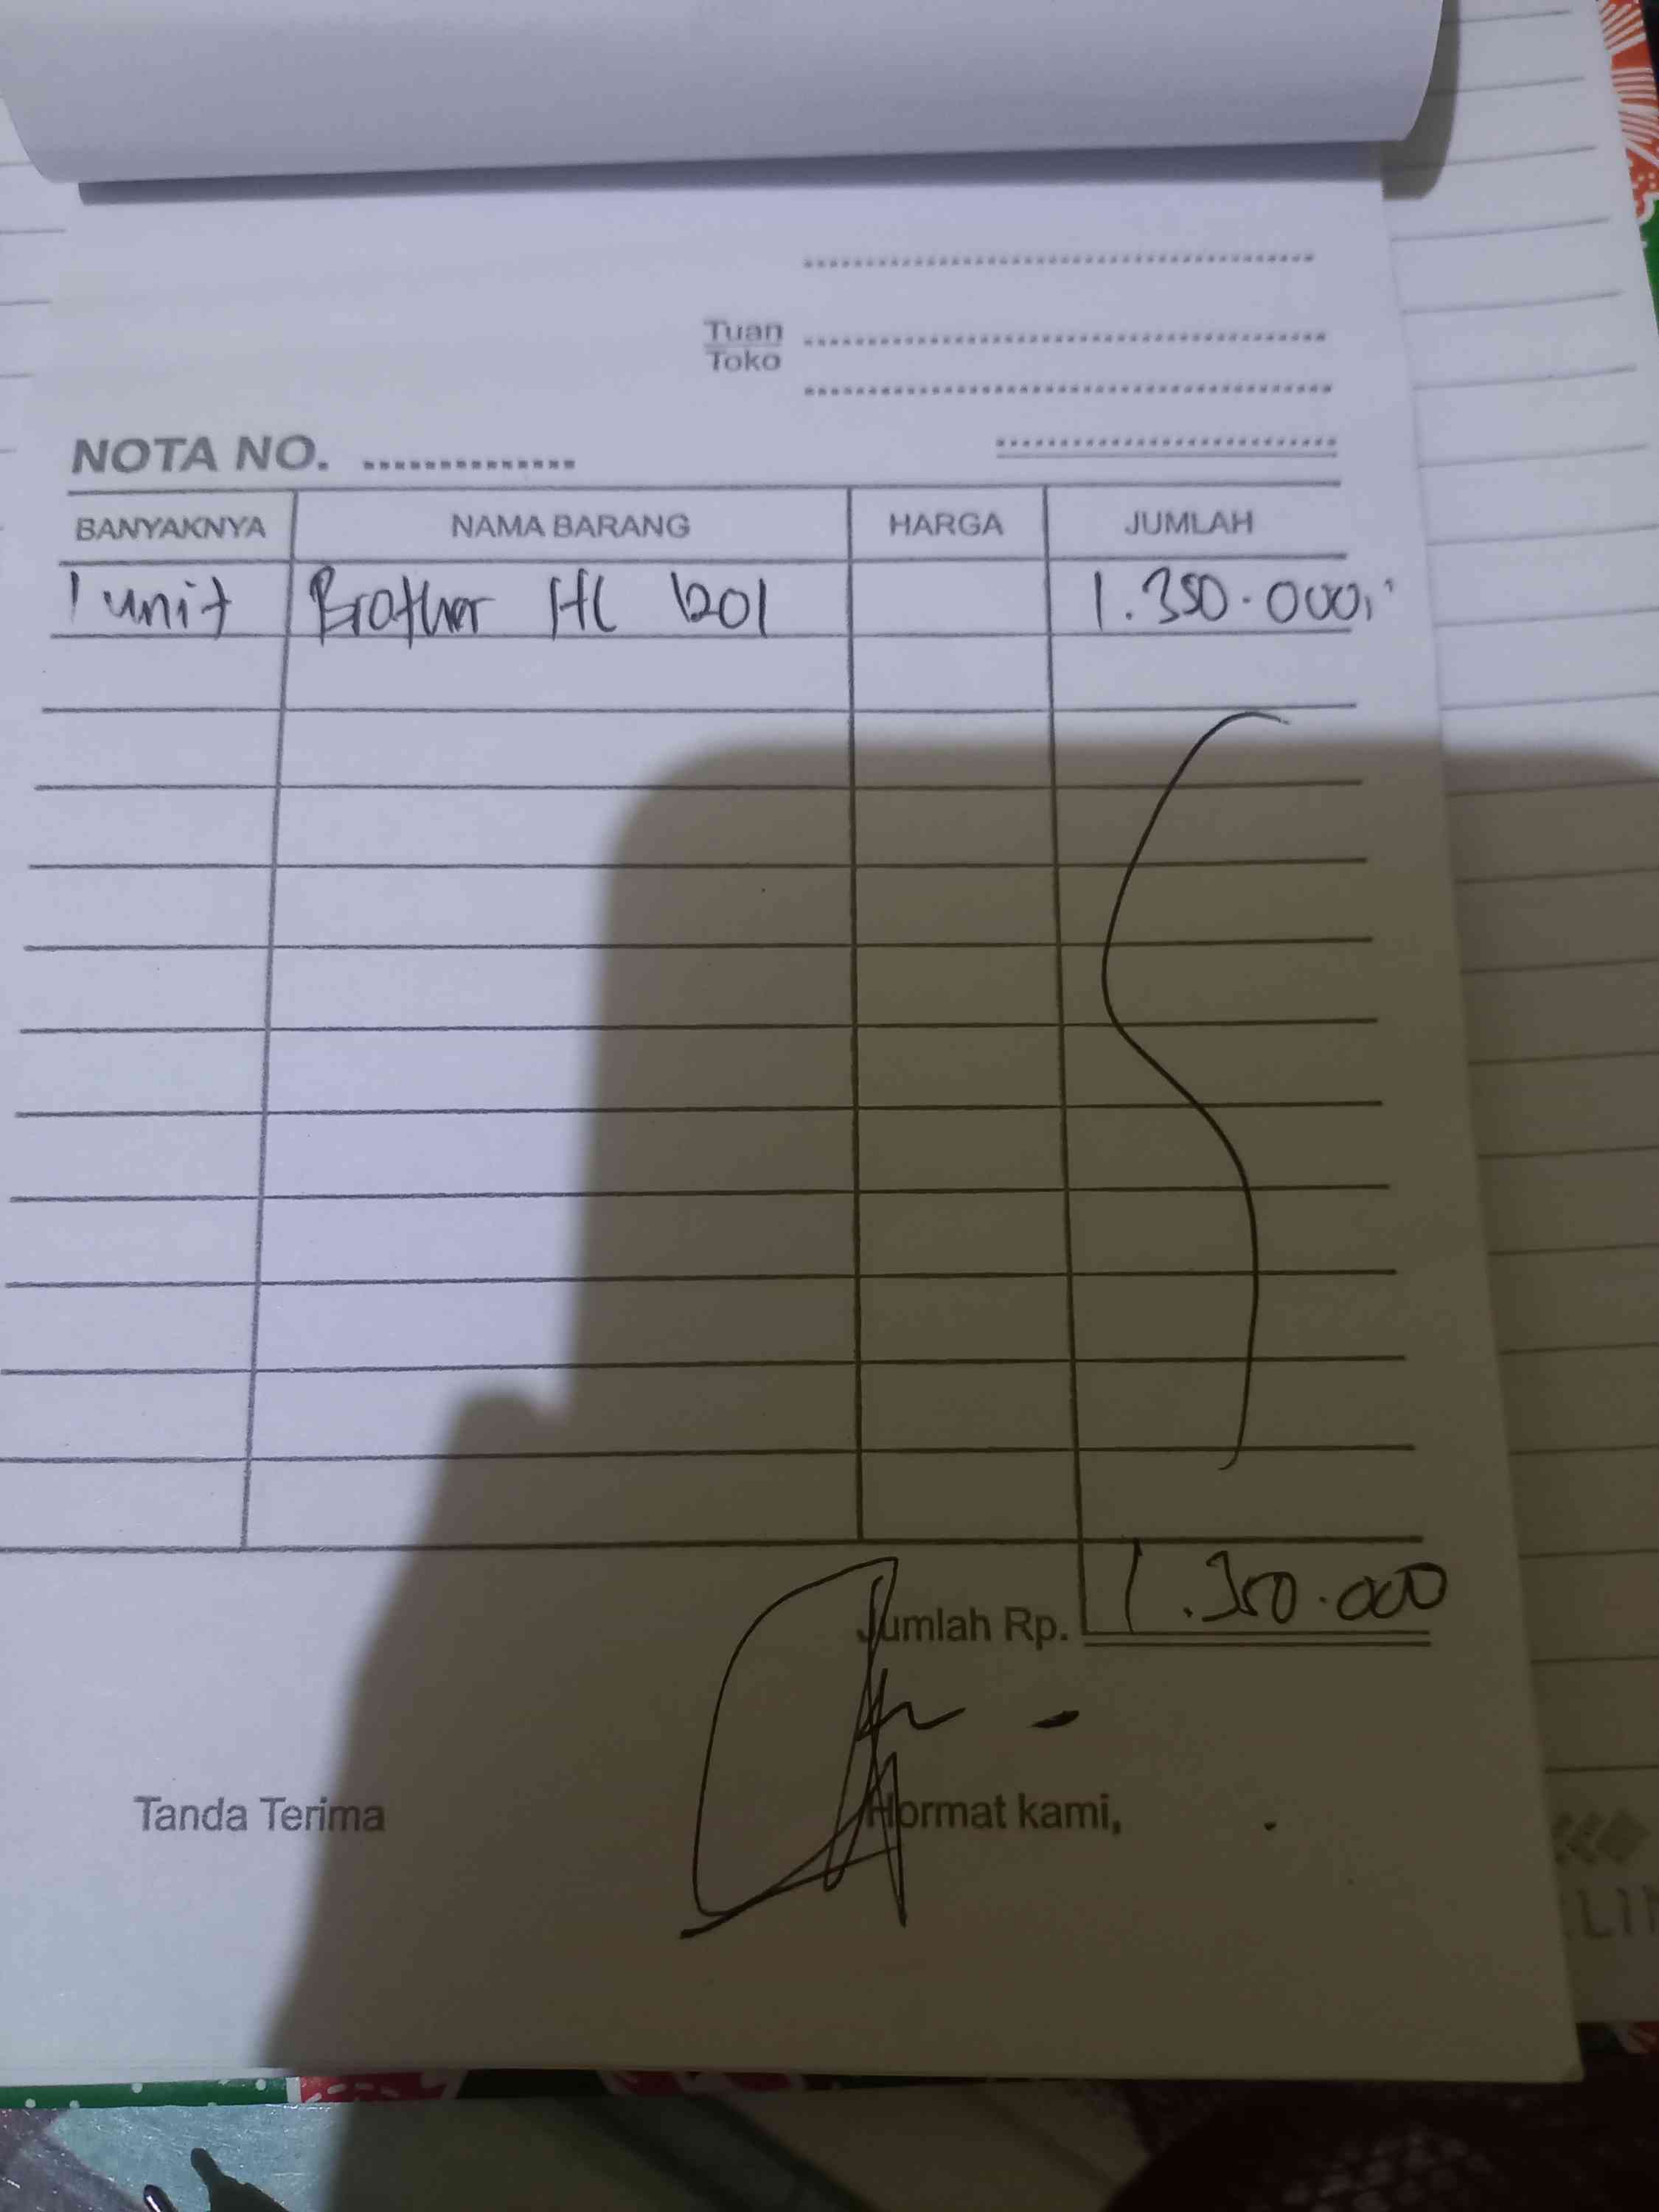 Tuan
Toko
NOTA NO.
BANYAKNYA NAMA BARANG HARGA JUMLAH
1 unit Brother HL 1201 1.350.000,-
Jumlah Rp. 1.350.000
Tanda Terima Hormat kami,